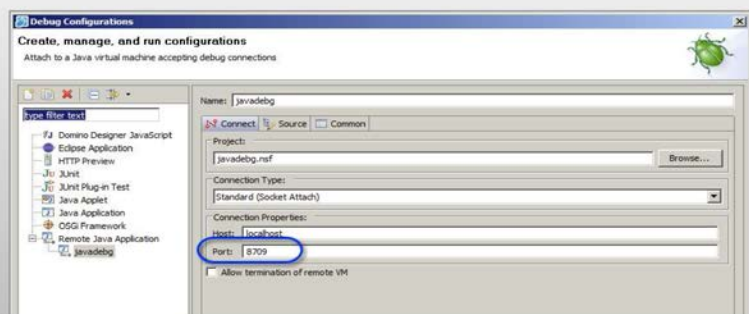 Debug Configurations
Create, manage, and run configurations
Attach to a Java virtual machine accepting debug connections
type filter text
Domino Designer JavaScript
Eclipse Application
HTTP Preview
JUnit
JUnit Plug-in Test
Java Applet
Java Application
OSGi Framework
Remote Java Application
javadebg
Name: javadebg
Connect Source Common
Project:
javadebg.nsf Browse...
Connection Type:
Standard (Socket Attach)
Connection Properties:
Host: localhost
Port: 8709
Allow termination of remote VM